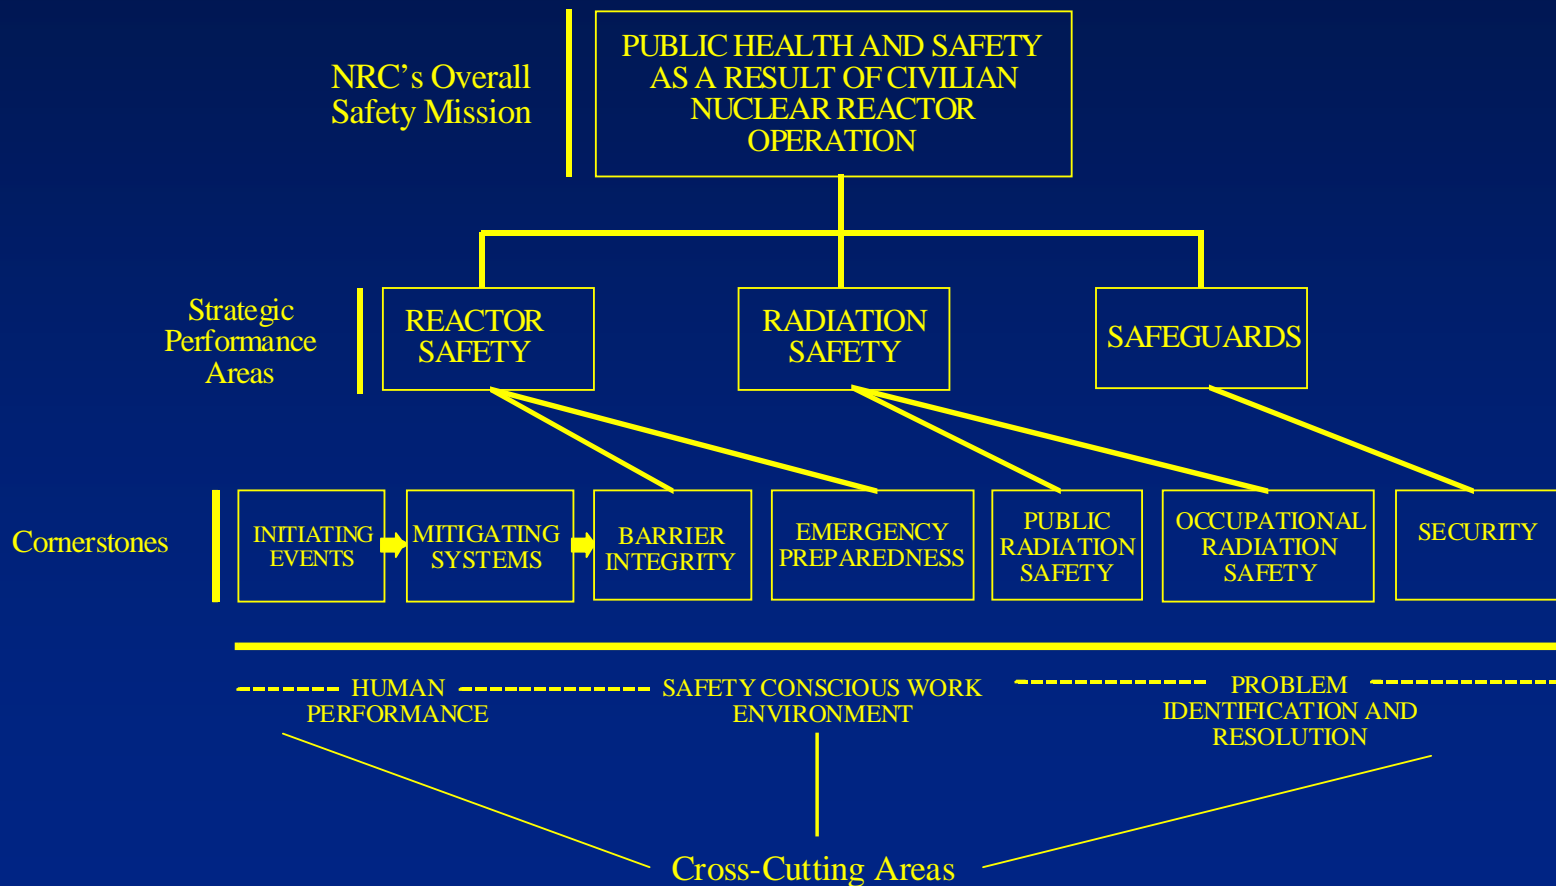 NRC's Overall
Safety Mission
PUBLIC HEALTH AND SAFETY
AS A RESULT OF CIVILIAN
NUCLEAR REACTOR
OPERATION
Strategic
Performance
Areas
REACTOR
SAFETY
RADIATION
SAFETY
SAFEGUARDS
Cornerstones
INITIATING
EVENTS
MITIGATING
SYSTEMS
BARRIER
INTEGRITY
EMERGENCY
PREPAREDNESS
PUBLIC
RADIATION
SAFETY
OCCUPATIONAL
RADIATION
SAFETY
SECURITY
HUMAN
PERFORMANCE
SAFETY CONSCIOUS WORK
ENVIRONMENT
PROBLEM
IDENTIFICATION AND
RESOLUTION
Cross-Cutting Areas